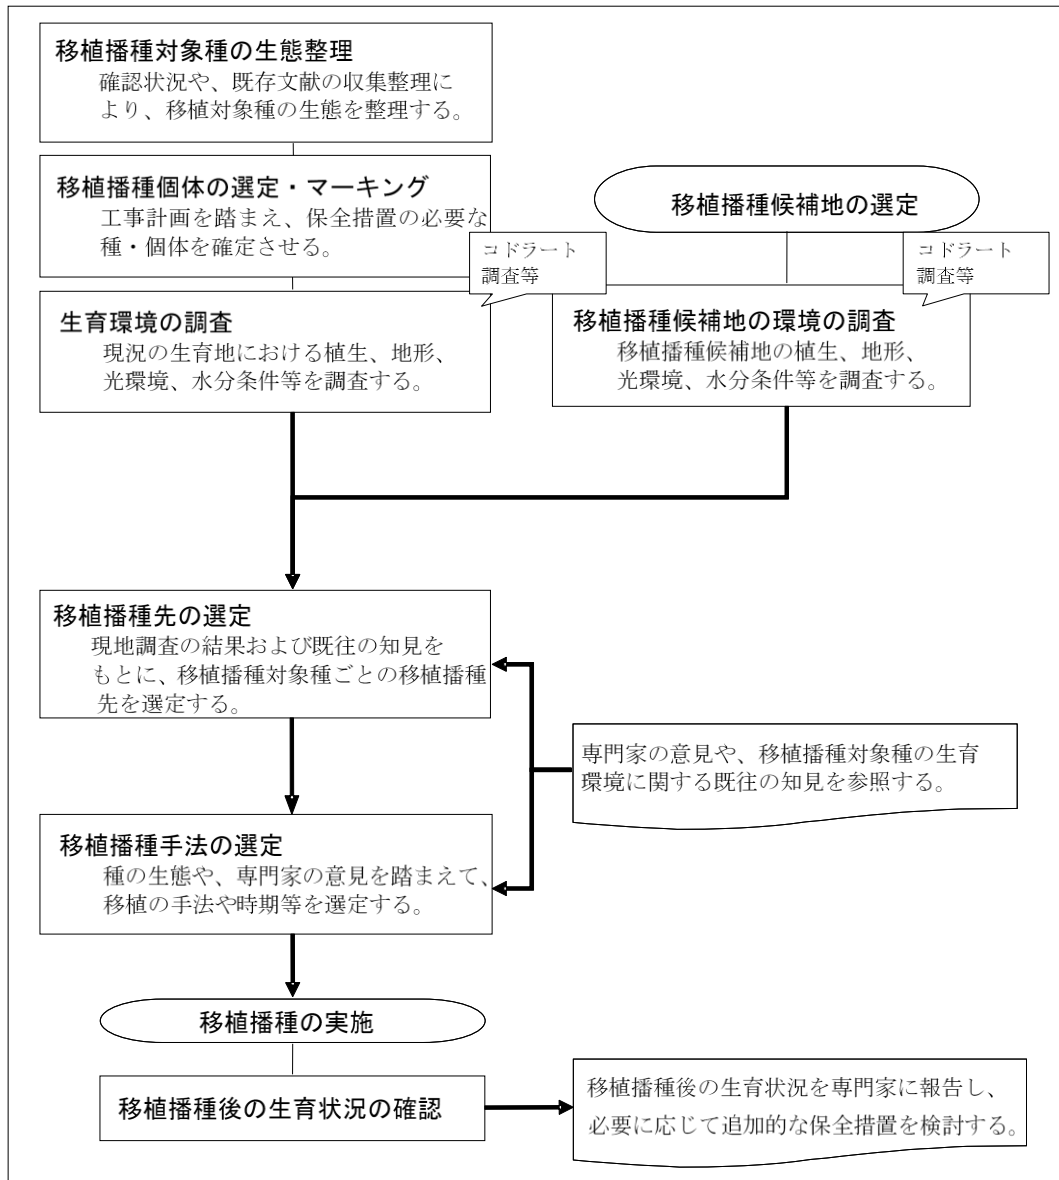 移植播種対象種の生態整理
確認状況や、既存文献の収集整理に
より、移植対象種の生態を整理する。
移植播種個体の選定・マーキング
工事計画を踏まえ、保全措置の必要な
種・個体を確定させる。
コドラート
調査等
生育環境の調査
現況の生育地における植生、地形、
光環境、水分条件等を調査する。
移植播種候補地の選定
コドラート
調査等
移植播種候補地の環境の調査
移植播種候補地の植生、地形、
光環境、水分条件等を調査する。
移植播種先の選定
現地調査の結果および既往の知見を
もとに、移植播種対象種ごとの移植播種
先を選定する。
専門家の意見や、移植播種対象種の生育
環境に関する既往の知見を参照する。
移植播種手法の選定
種の生態や、専門家の意見を踏まえて、
移植の手法や時期等を選定する。
移植播種の実施
移植播種後の生育状況の確認
移植播種後の生育状況を専門家に報告し、
必要に応じて追加的な保全措置を検討する。